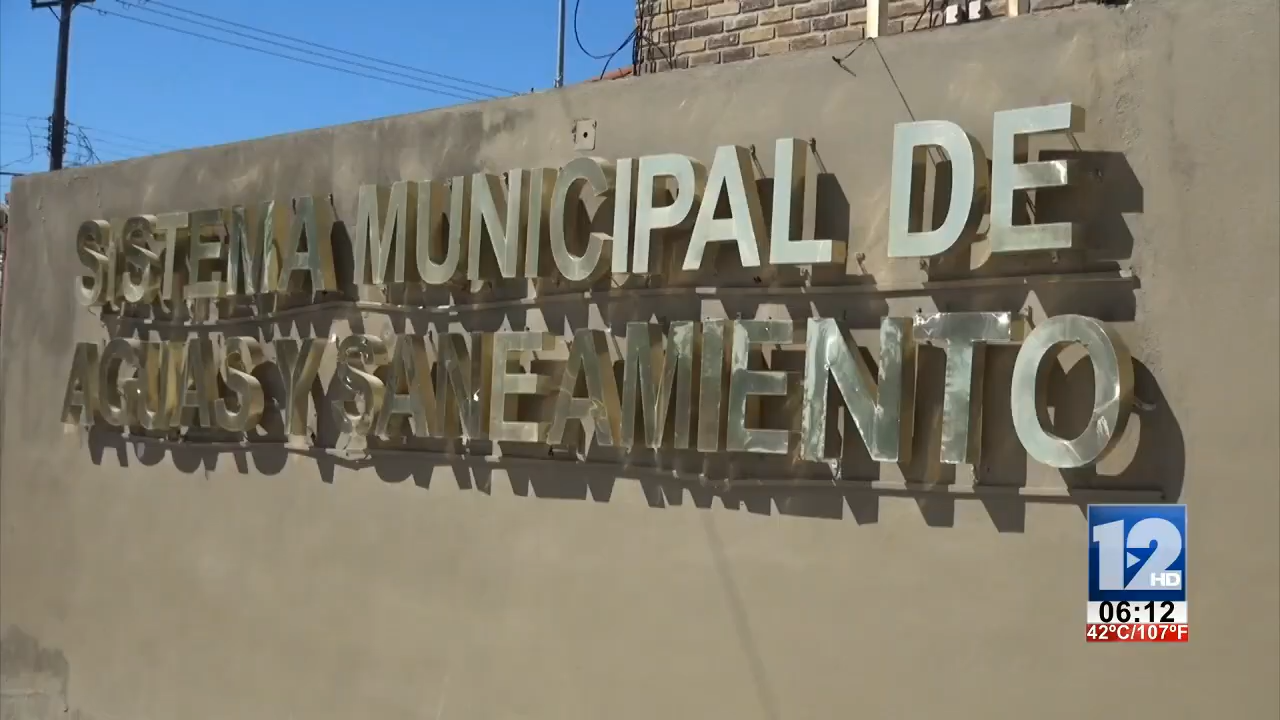 SISTEMA MUNICIPAL DE
AGUAS Y SANEAMIENTO
12
HD
06:12
42°C/107°F